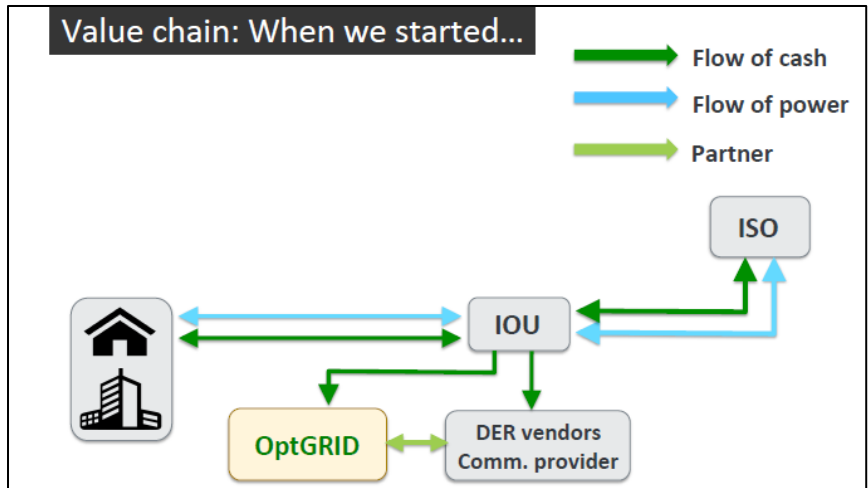 Value chain: When we started…
Flow of cash
Flow of power
Partner
ISO
IOU
OptGRID
DER vendors
Comm. provider